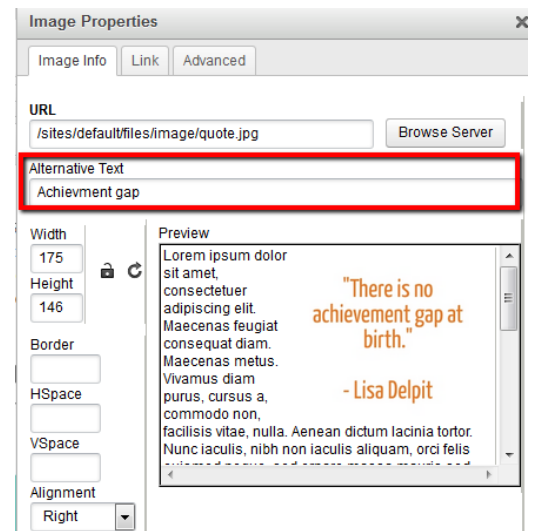 Image Properties
Image Info Link Advanced
URL
/sites/default/files/image/quote.jpg Browse Server
Alternative Text
Achievment gap
Width
175
Height
146
Border
HSpace
VSpace
Alignment
Right
Preview
Lorem ipsum dolor
sit amet,
consectetuer
adipiscing elit.
Maecenas feugiat
consequat diam.
Maecenas metus.
Vivamus diam
purus, cursus a,
commodo non,
facilisis vitae, nulla. Aenean dictum lacinia tortor.
Nunc iaculis, nibh non iaculis aliquam, orci felis
"There is no
achievement gap at
birth."
- Lisa Delpit